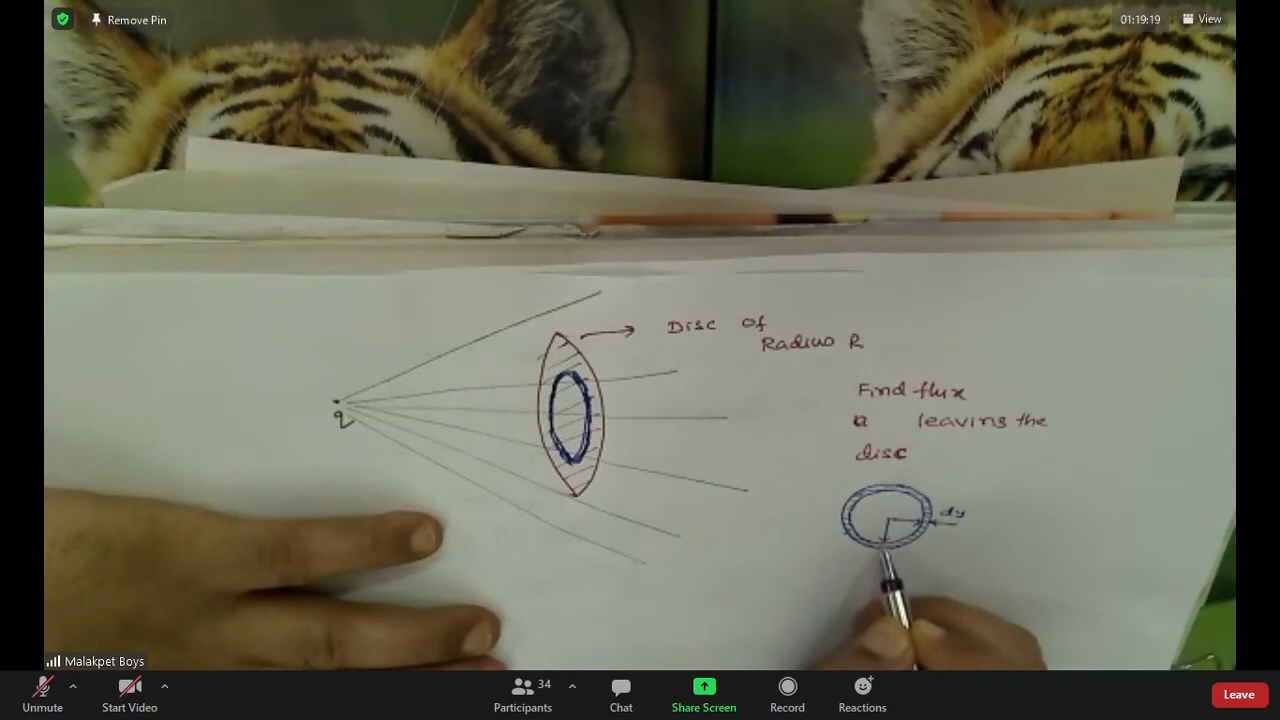 Remove Pin
01:19:19
View
Disc of
Radius R
q
Find flux
leaving the
disc
dy
Malakpet Boys
Unmute
Start Video
34
Participants
Chat
Share Screen
Record
Reactions
Leave